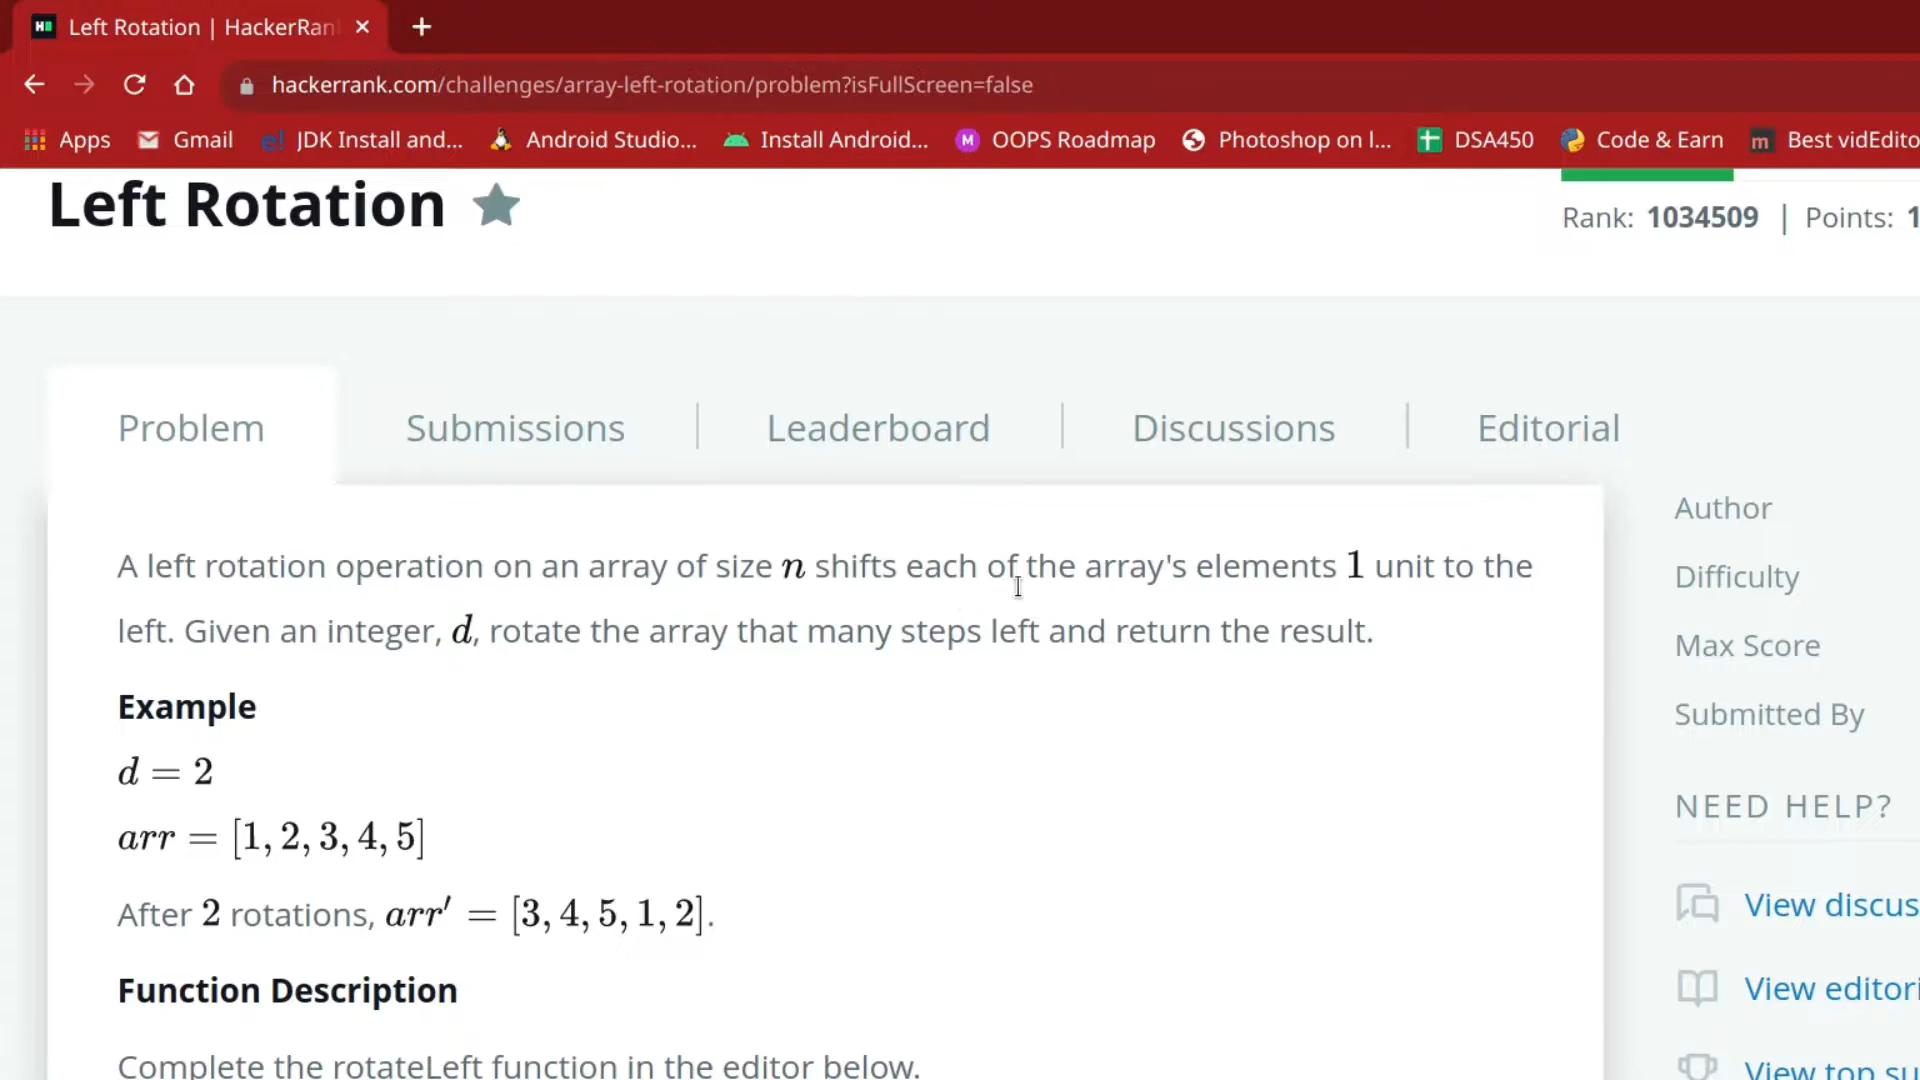 Left Rotation | HackerRan
hackerrank.com/challenges/array-left-rotation/problem?isFullScreen=false
Apps Gmail JDK Install and... Android Studio... Install Android... OOPS Roadmap Photoshop on l... DSA450 Code & Earn Best vidEdito
Left Rotation
Rank: 1034509 | Points: 1
Problem Submissions Leaderboard Discussions Editorial
A left rotation operation on an array of size n shifts each of the array's elements 1 unit to the
left. Given an integer, d, rotate the array that many steps left and return the result.
Example
d = 2
arr = [1, 2, 3, 4, 5]
After 2 rotations, arr' = [3, 4, 5, 1, 2].
Function Description
Complete the rotateLeft function in the editor below.
Author
Difficulty
Max Score
Submitted By
NEED HELP?
View discus
View editori
View top su